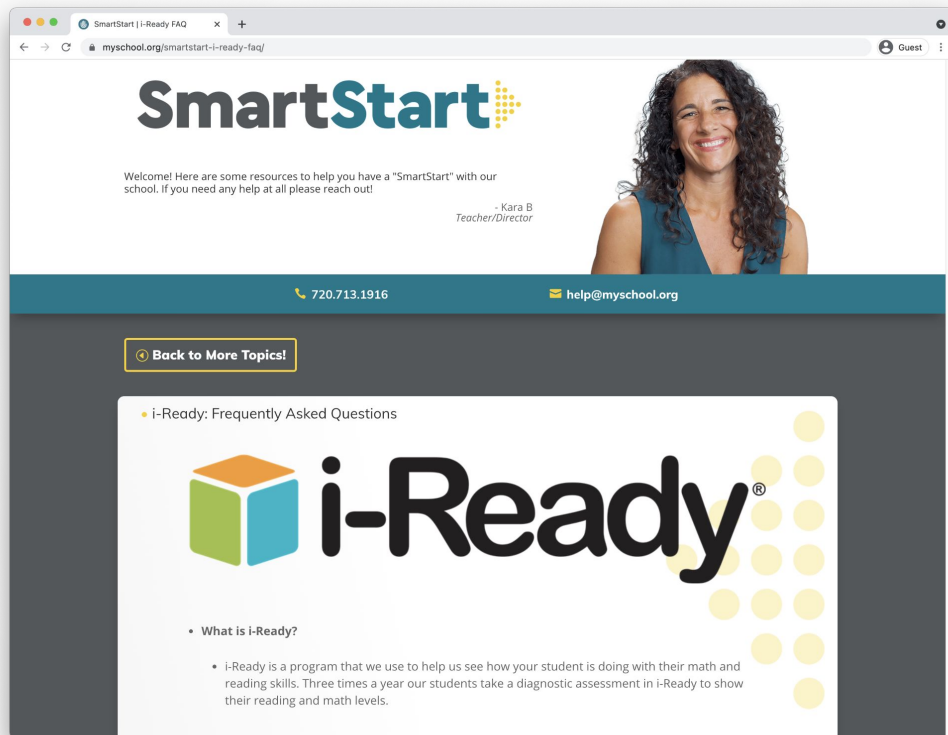 SmartStart | i-Ready FAQ
myschool.org/smartstart-i-ready-faq/
Guest
SmartStart
Welcome! Here are some resources to help you have a "SmartStart" with our
school. If you need any help at all please reach out!
- Kara B
Teacher/Director
720.713.1916
help@myschool.org
Back to More Topics!
i-Ready: Frequently Asked Questions
i-Ready®
What is i-Ready?
i-Ready is a program that we use to help us see how your student is doing with their math and
reading skills. Three times a year our students take a diagnostic assessment in i-Ready to show
their reading and math levels.